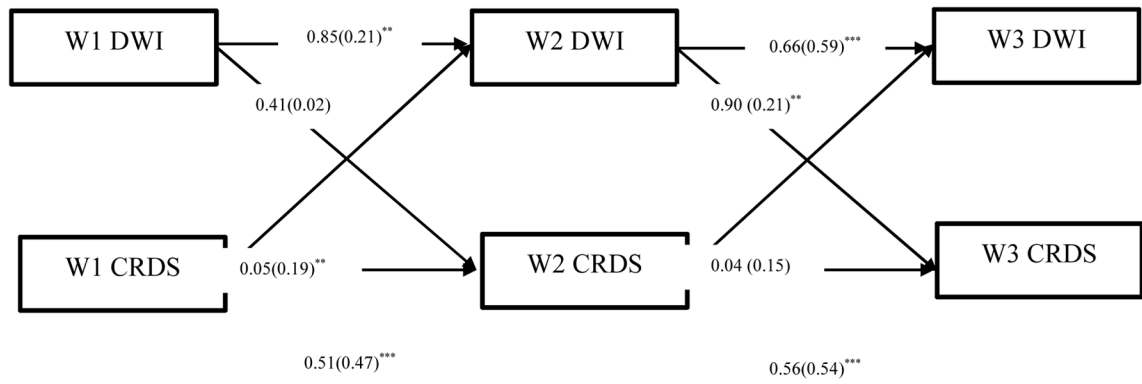 W1 DWI
0.85(0.21)**
W2 DWI
0.66(0.59)***
W3 DWI
0.41(0.02)
0.90 (0.21)**
W1 CRDS
0.05(0.19)**
W2 CRDS
0.04 (0.15)
W3 CRDS
0.51(0.47)***
0.56(0.54)***